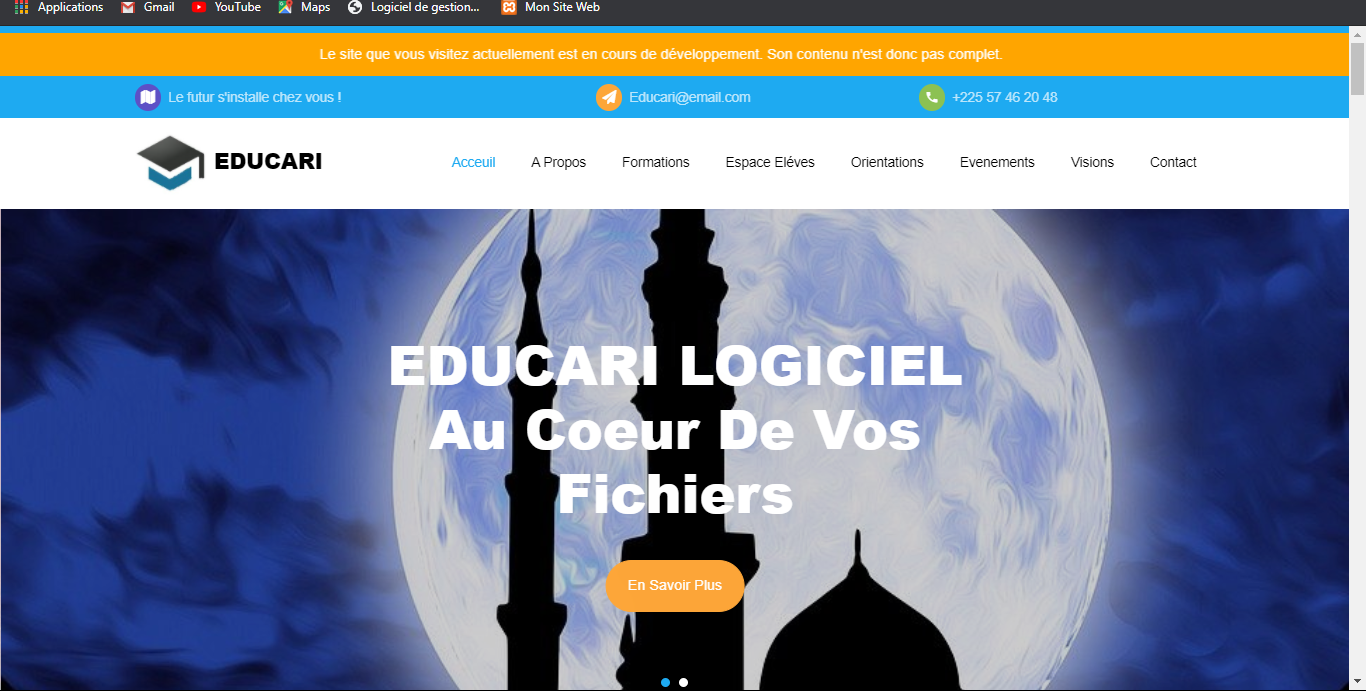 Applications Gmail YouTube Maps Logiciel de gestion... Mon Site Web
Le site que vous visitez actuellement est en cours de développement. Son contenu n'est donc pas complet.
Le futur s'installe chez vous ! Educari@email.com +225 57 46 20 48
EDUCARI Acceuil A Propos Formations Espace Eléves Orientations Evenements Visions Contact
EDUCARI LOGICIEL
Au Coeur De Vos
Fichiers
En Savoir Plus